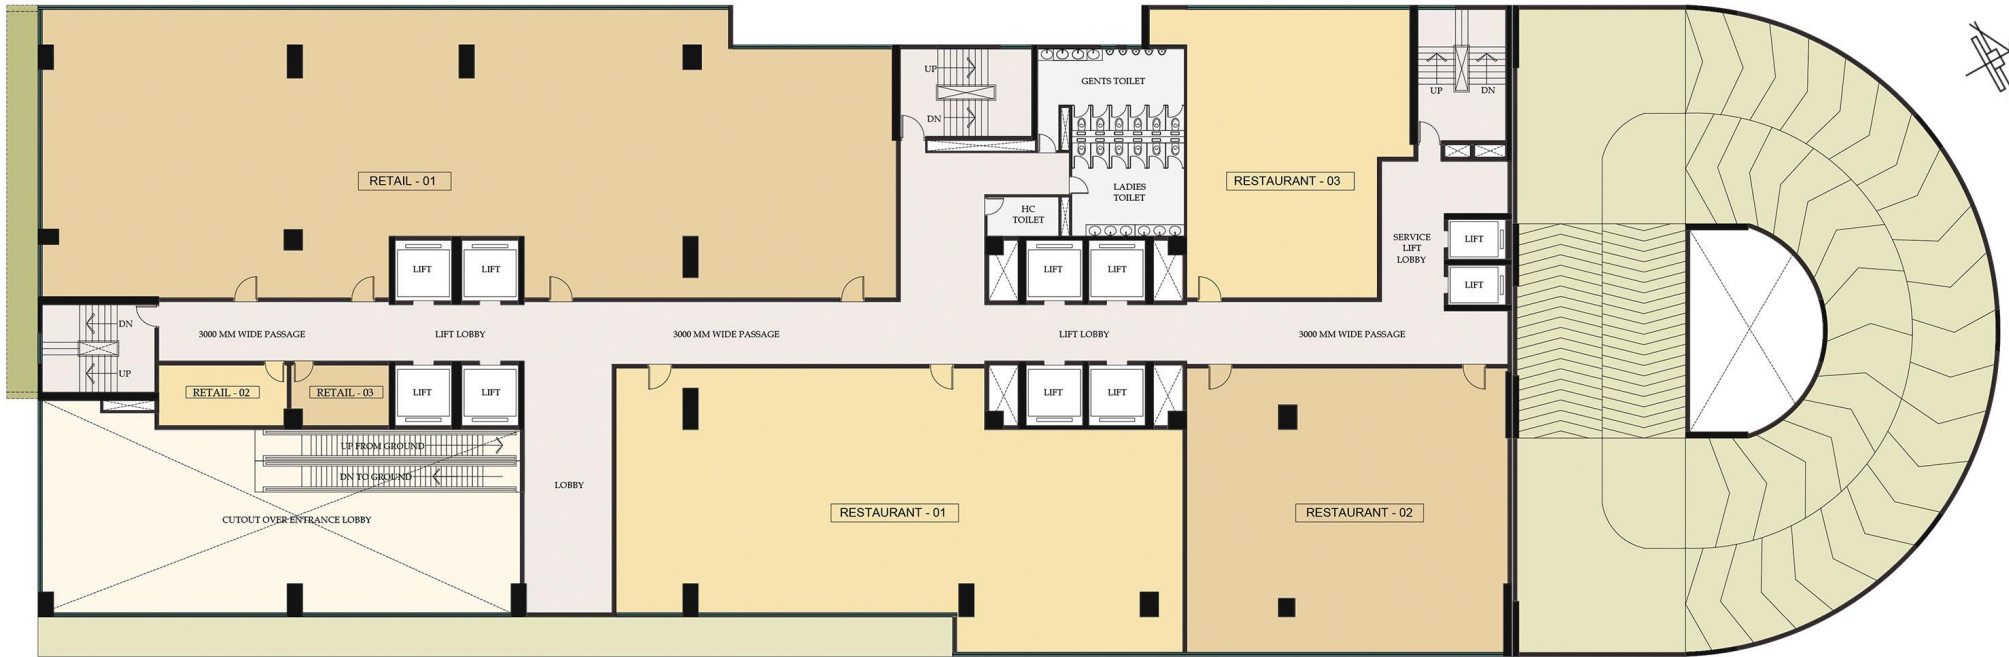 UP
DN
GENTS TOILET
UP
DN
RETAIL - 01
RESTAURANT - 03
LADIES
TOILET
HC
TOILET
SERVICE
LIFT
LOBBY
LIFT
LIFT
LIFT
LIFT
LIFT
LIFT
DN
UP
3000 MM WIDE PASSAGE
LIFT LOBBY
3000 MM WIDE PASSAGE
LIFT LOBBY
3000 MM WIDE PASSAGE
RETAIL - 02
RETAIL - 03
LIFT
LIFT
LIFT
LIFT
UP FROM GROUND
DN TO GROUND
LOBBY
CUTOUT OVER ENTRANCE LOBBY
RESTAURANT - 01
RESTAURANT - 02